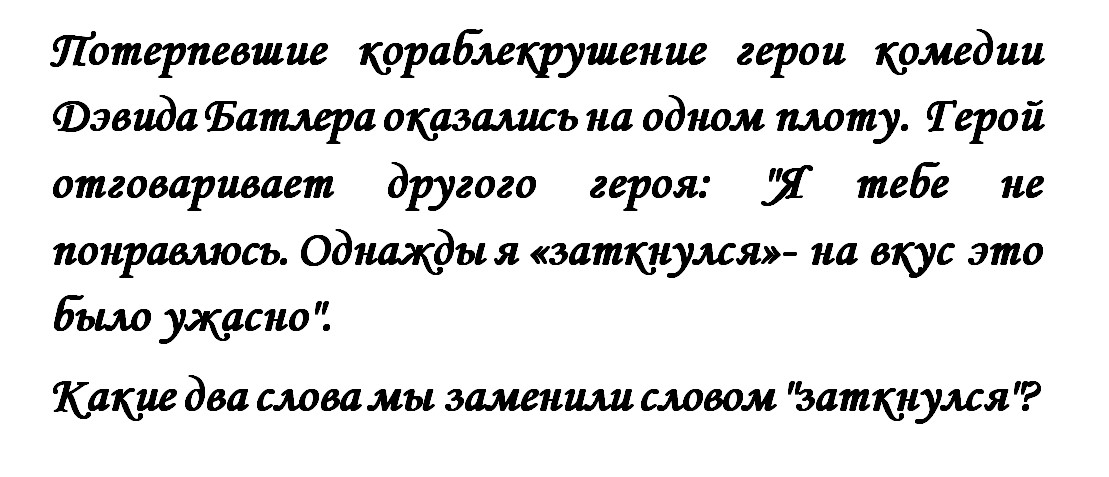 Потерпевшие кораблекрушение герои комедии
Дэвида Батлера оказались на одном плоту. Герой
отговаривает другого героя: "Я тебе не
понравлюсь. Однажды я «заткнулся»- на вкус это
было ужасно".
Какие два слова мы заменили словом "заткнулся"?